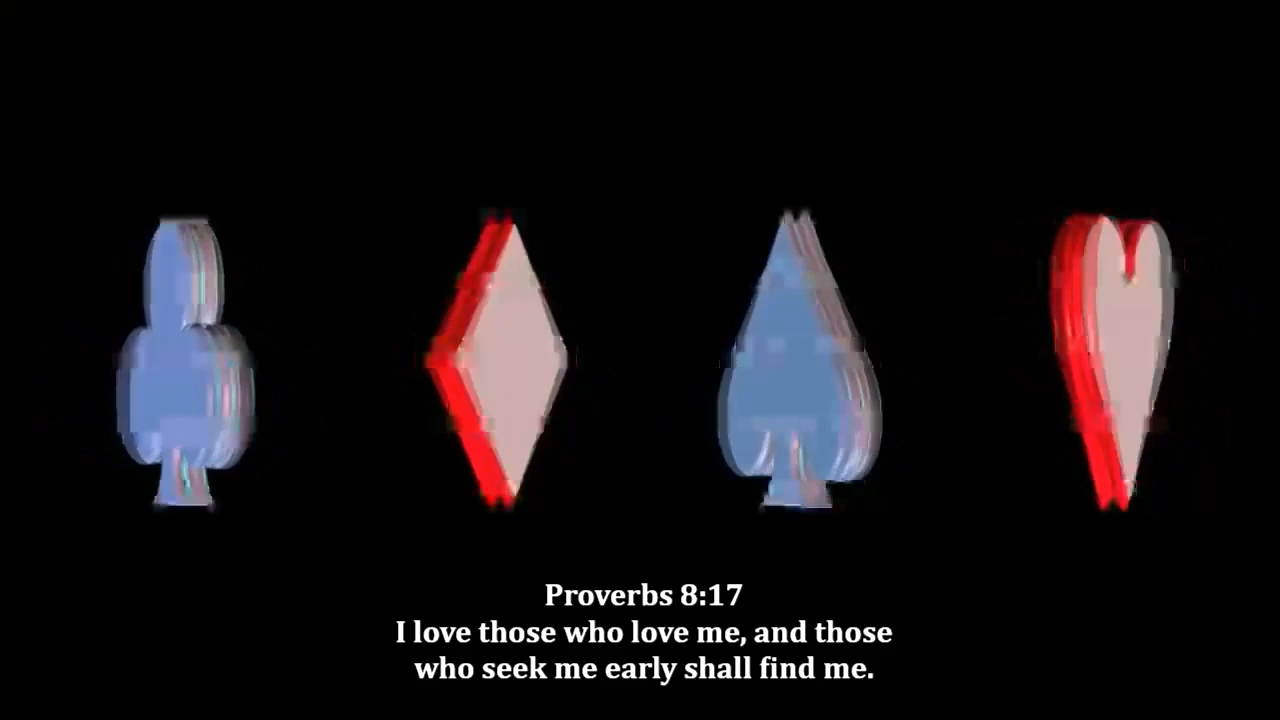 Proverbs 8:17
I love those who love me, and those
who seek me early shall find me.